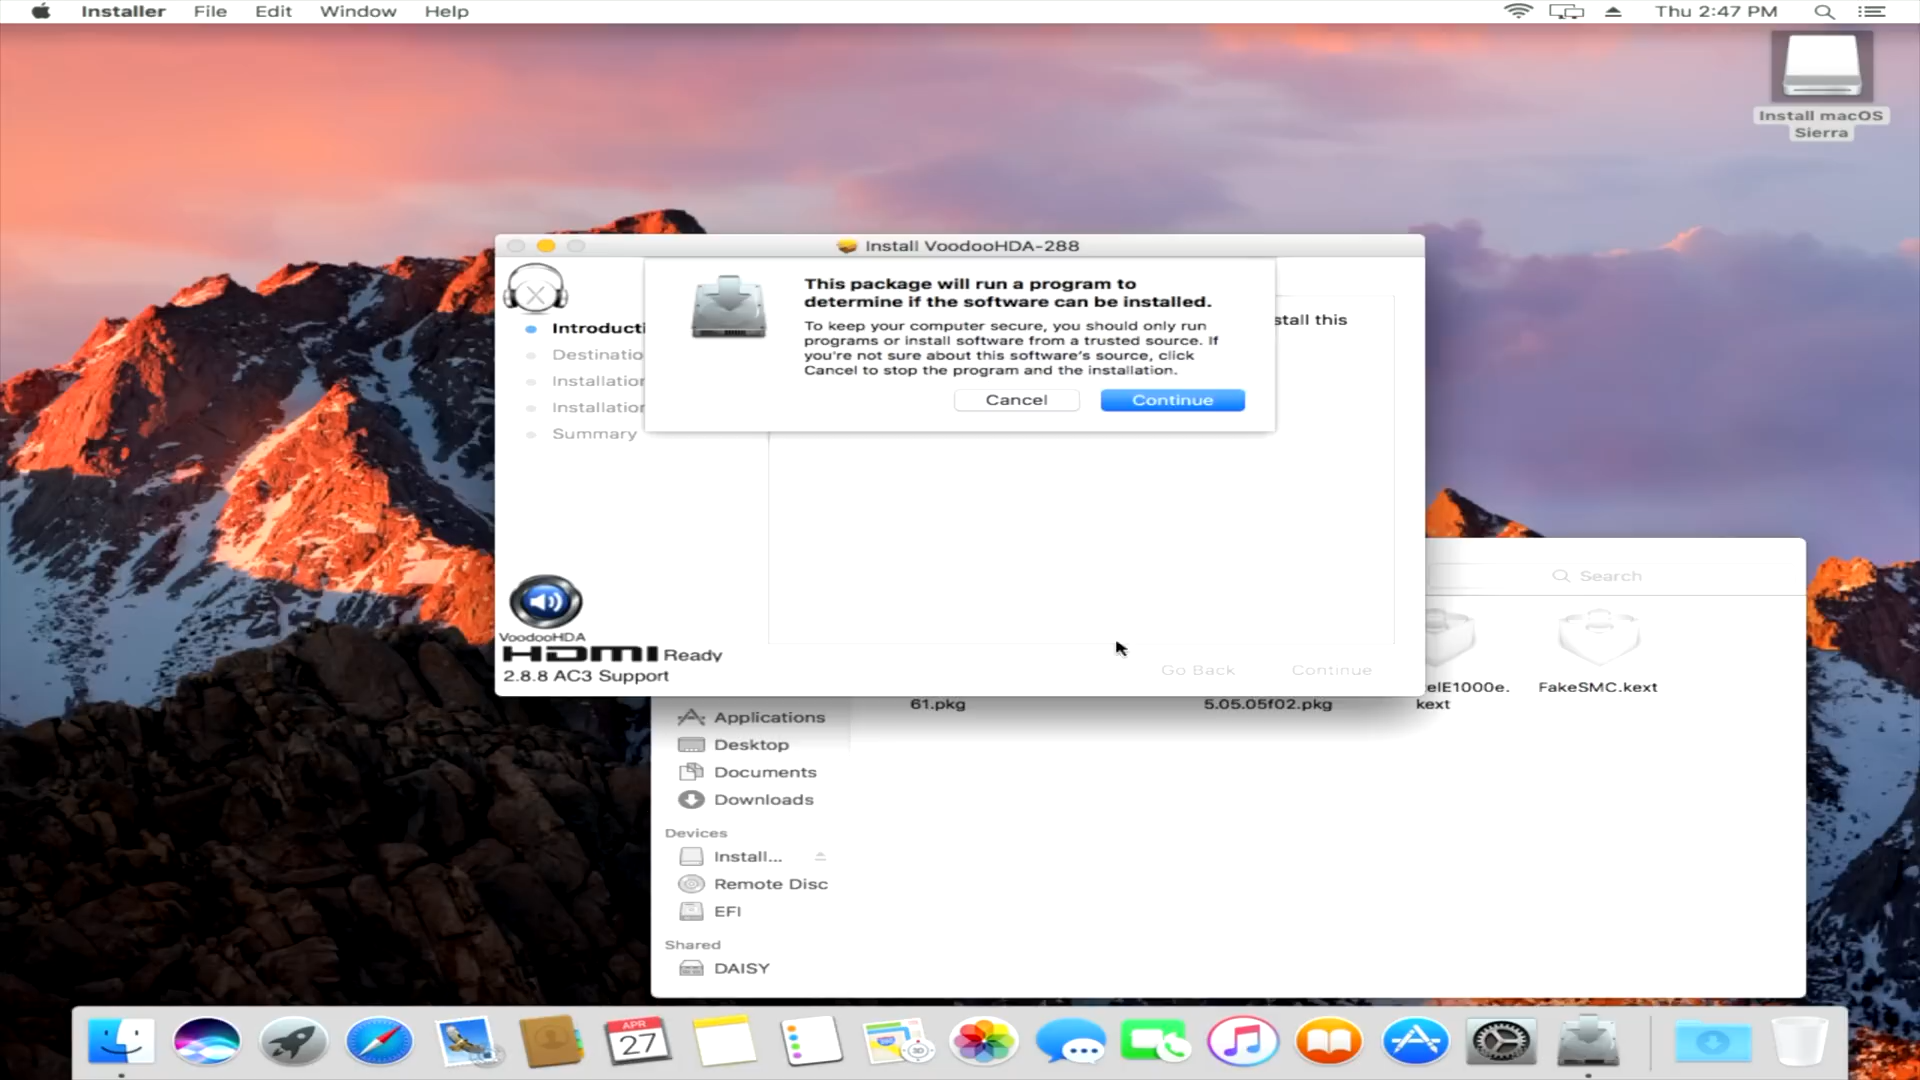 Installer File Edit Window Help Thu 2:47 PM
Install macOS
Sierra
Install VoodooHDA-288
This package will run a program to
determine if the software can be installed.
To keep your computer secure, you should only run
programs or install software from a trusted source. If
you're not sure about this software's source, click
Cancel to stop the program and the installation.
Cancel Continue
stall this
Introducti
Destinatio
Installation
Installation
Summary
VoodooHDA
HDMI Ready
2.8.8 AC3 Support
Go Back Continue
Search
61.pkg
5.05.05f02.pkg
elE1000e.
kext
FakeSMC.kext
Applications
Desktop
Documents
Downloads
Devices
Install...
Remote Disc
EFI
Shared
DAISY
APR
27